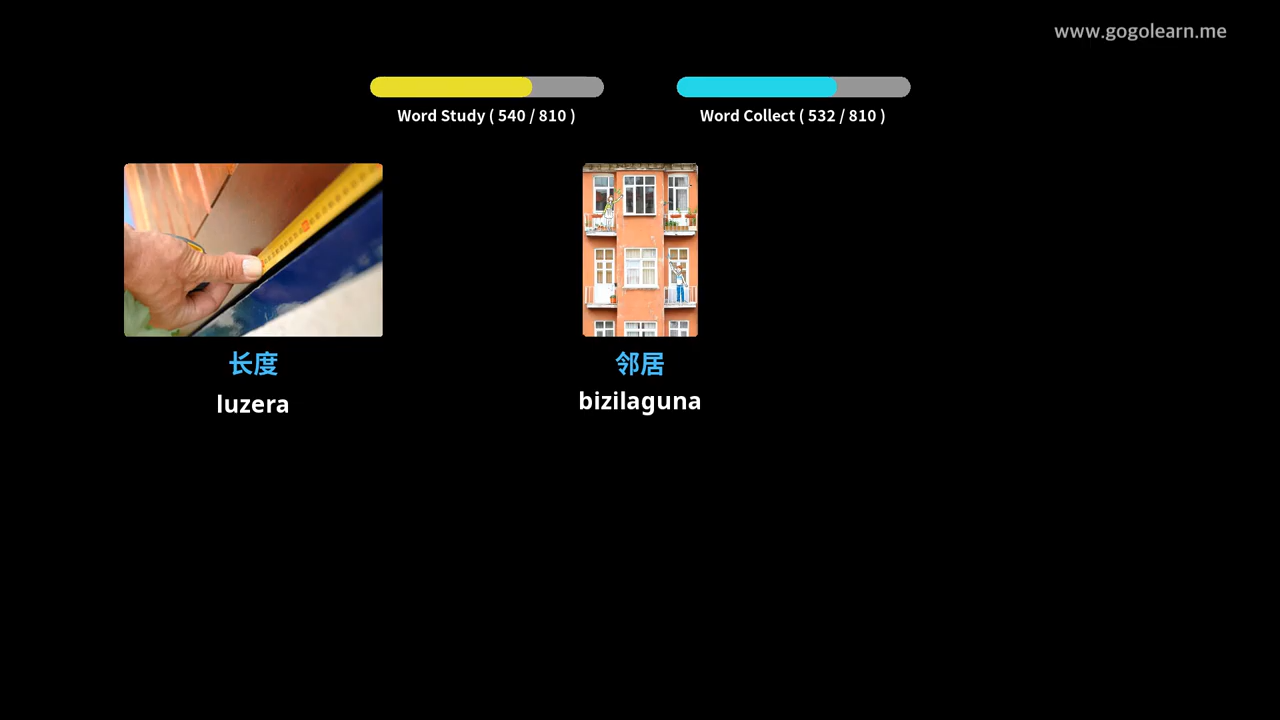 www.gogolearn.me
Word Study ( 540 / 810 )
Word Collect ( 532 / 810 )
长度
luzera
邻居
bizilaguna